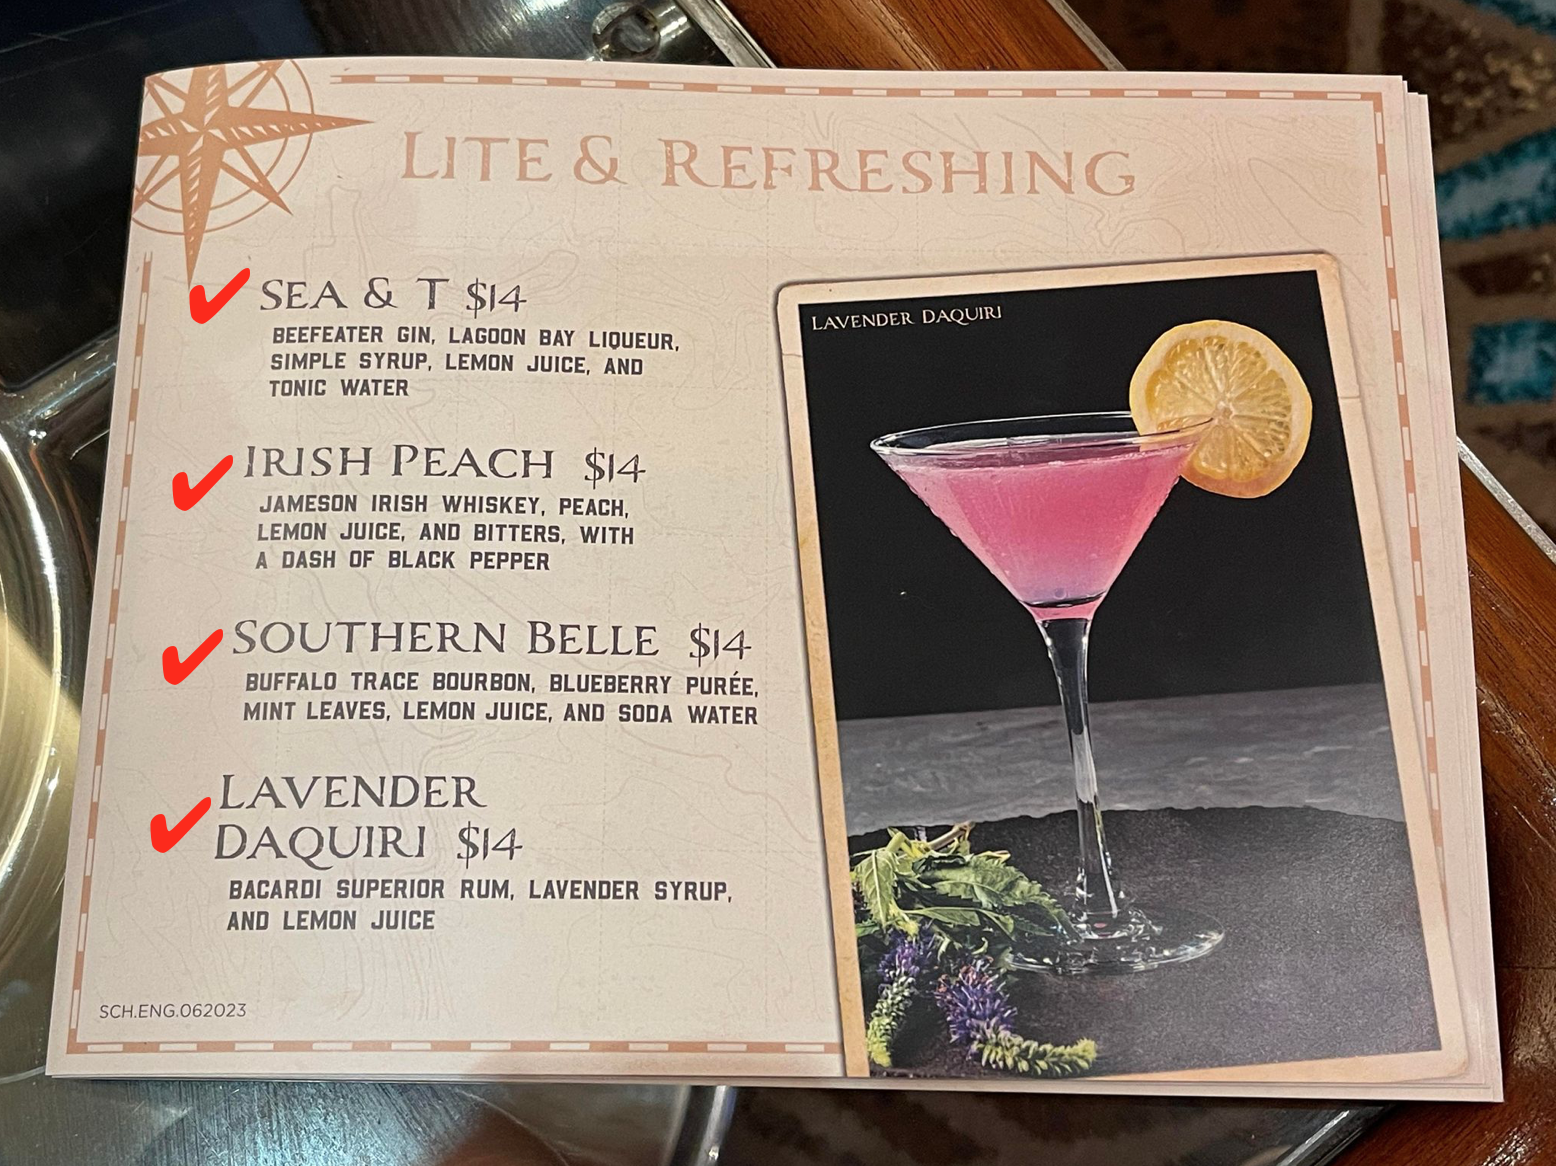 LITE & REFRESHING
SEA & T $14
BEEFEATER GIN, LAGOON BAY LIQUEUR,
SIMPLE SYRUP, LEMON JUICE, AND
TONIC WATER
IRISH PEACH $14
JAMESON IRISH WHISKEY, PEACH,
LEMON JUICE, AND BITTERS, WITH
A DASH OF BLACK PEPPER
SOUTHERN BELLE $14
BUFFALO TRACE BOURBON, BLUEBERRY PURÉE,
MINT LEAVES, LEMON JUICE, AND SODA WATER
LAVENDER
DAQUIRI $14
BACARDI SUPERIOR RUM, LAVENDER SYRUP,
AND LEMON JUICE
SCH.ENG.062023
LAVENDER DAQUIRI